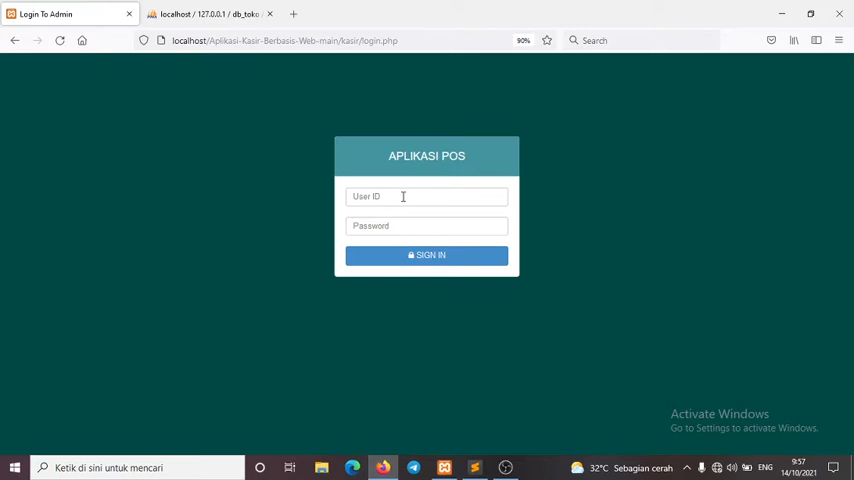 Login To Admin
localhost / 127.0.0.1 / db_toko /
localhost/Aplikasi-Kasir-Berbasis-Web-main/kasir/login.php
90%
Search
APLIKASI POS
User ID
Password
SIGN IN
Activate Windows
Go to Settings to activate Windows.
Ketik di sini untuk mencari
32°C Sebagian cerah
ENG
9:57
14/10/2021